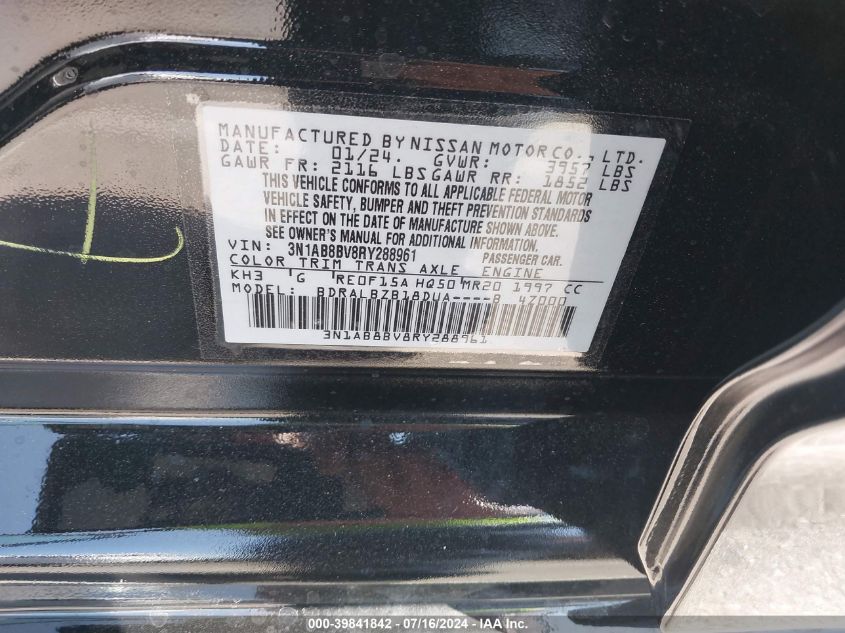 MANUFACTURED BY NISSAN MOTOR CO., LTD.
DATE: 01/24. GVWR: 3957 LBS
GAWR FR: 2116 LBS GAWR RR: 1852 LBS
THIS VEHICLE CONFORMS TO ALL APPLICABLE FEDERAL MOTOR
VEHICLE SAFETY, BUMPER AND THEFT PREVENTION STANDARDS
IN EFFECT ON THE DATE OF MANUFACTURE SHOWN ABOVE.
SEE OWNER'S MANUAL FOR ADDITIONAL INFORMATION.
VIN: 3N1AB8BV8RY288961 PASSENGER CAR.
COLOR TRIM TRANS AXLE ENGINE
KH3 G RE0F15A HQ50 MR20 1997 CC
MODEL: BDRALBZB18DUA----B 47000
3N1AB8BV8RY288961
000-39841842 - 07/16/2024 - IAAI.com